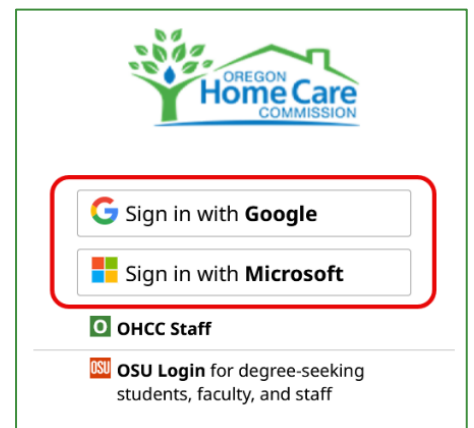 OREGON
Home Care
COMMISSION
Sign in with Google
Sign in with Microsoft
O OHCC Staff
OSU OSU Login for degree-seeking
students, faculty, and staff